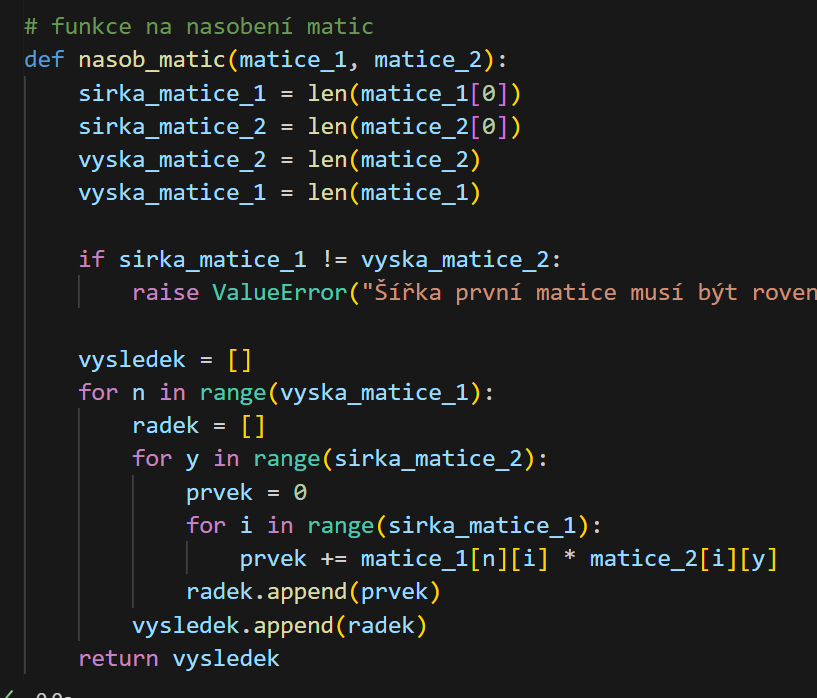 # funkce na nasobení matic
def nasob_matic(matice_1, matice_2):
    sirka_matice_1 = len(matice_1[0])
    sirka_matice_2 = len(matice_2[0])
    vyska_matice_2 = len(matice_2)
    vyska_matice_1 = len(matice_1)

    if sirka_matice_1 != vyska_matice_2:
        raise ValueError("Šířka první matice musí být roven

    vysledek = []
    for n in range(vyska_matice_1):
        radek = []
        for y in range(sirka_matice_2):
            prvek = 0
            for i in range(sirka_matice_1):
                prvek += matice_1[n][i] * matice_2[i][y]
            radek.append(prvek)
        vysledek.append(radek)
    return vysledek